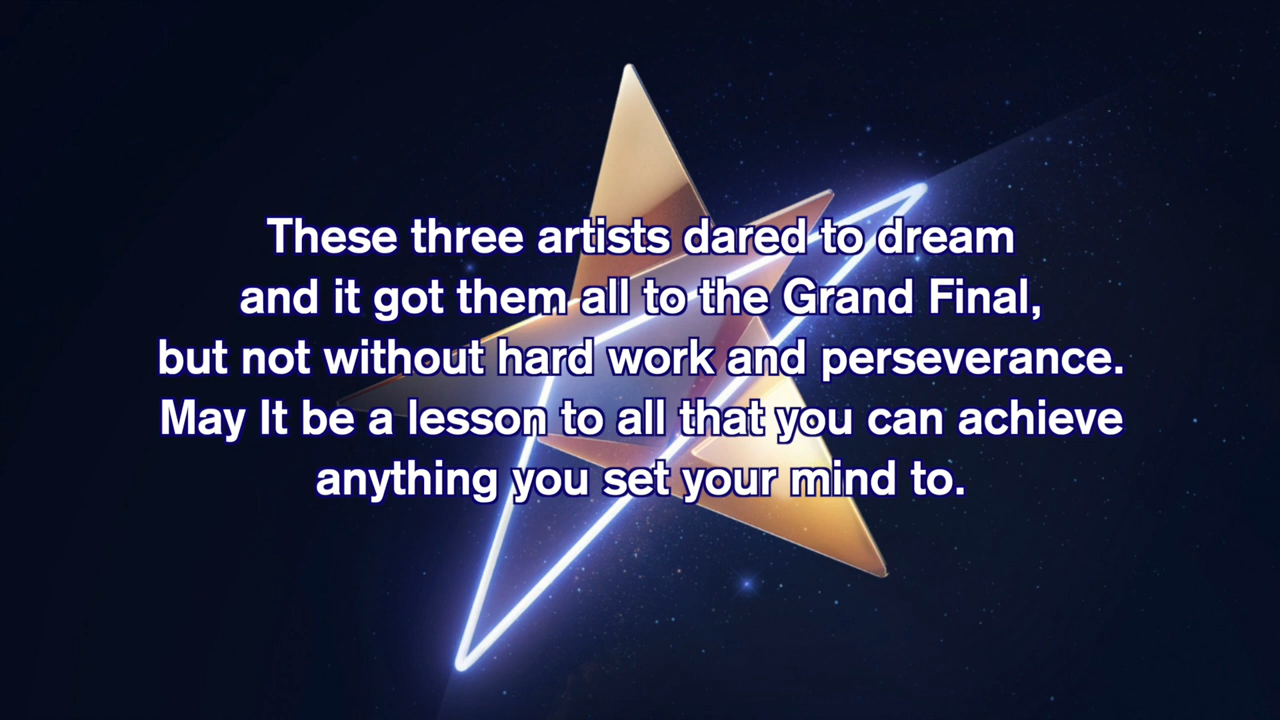 These three artists dared to dream
and it got them all to the Grand Final,
but not without hard work and perseverance.
May It be a lesson to all that you can achieve
anything you set your mind to.